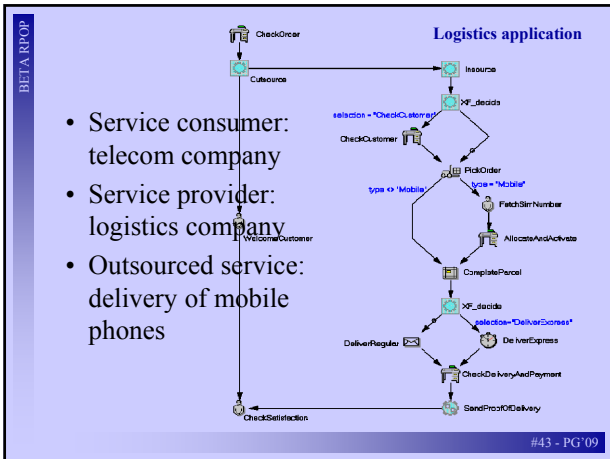 BETA RPOP
Logistics application
CheckOrder
Outsource
Insource
XF_decide
selection = "CheckCustomer"
CheckCustomer
PickOrder
type <> 'Mobile'
type = "Mobile"
FetchSimNumber
AllocateAndActivate
WelcomeCustomer
CompleteParcel
XF_decide
selection="DeliverExpress"
DeliverRegular
DeliverExpress
CheckDeliveryAndPayment
SendProofOfDelivery
CheckSatisfaction
• Service consumer:
telecom company
• Service provider:
logistics company
• Outsourced service:
delivery of mobile
phones
#43 - PG'09